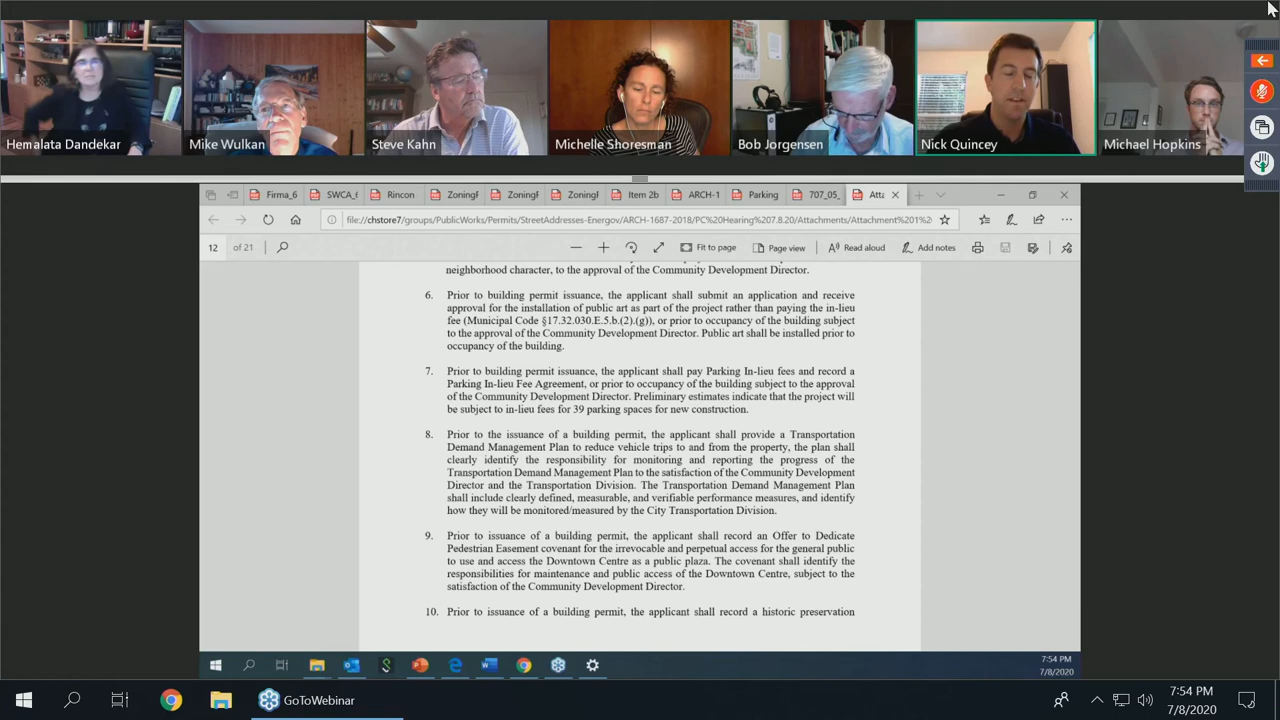 Hemalata Dandekar
Mike Wulkan
Steve Kahn
Michelle Shoresman
Bob Jorgensen
Nick Quincey
Michael Hopkins
Firma_6
SWCA_6
Rincon
ZoningF
ZoningF
ZoningF
Item 2b
ARCH-1
Parking
707_05_
Atta
file://chstore7/groups/PublicWorks/Permits/StreetAddresses-Energov/ARCH-1687-2018/PC%20Hearing%207.8.20/Attachments/Attachment%201%2
12 of 21
Fit to page
Page view
Read aloud
Add notes
neighborhood character, to the approval of the Community Development Director.
6. Prior to building permit issuance, the applicant shall submit an application and receive
approval for the installation of public art as part of the project rather than paying the in-lieu
fee (Municipal Code §17.32.030.E.5.b.(2).(g)), or prior to occupancy of the building subject
to the approval of the Community Development Director. Public art shall be installed prior to
occupancy of the building.
7. Prior to building permit issuance, the applicant shall pay Parking In-lieu fees and record a
Parking In-lieu Fee Agreement, or prior to occupancy of the building subject to the approval
of the Community Development Director. Preliminary estimates indicate that the project will
be subject to in-lieu fees for 39 parking spaces for new construction.
8. Prior to the issuance of a building permit, the applicant shall provide a Transportation
Demand Management Plan to reduce vehicle trips to and from the property, the plan shall
clearly identify the responsibility for monitoring and reporting the progress of the
Transportation Demand Management Plan to the satisfaction of the Community Development
Director and the Transportation Division. The Transportation Demand Management Plan
shall include clearly defined, measurable, and verifiable performance measures, and identify
how they will be monitored/measured by the City Transportation Division.
9. Prior to issuance of a building permit, the applicant shall record an Offer to Dedicate
Pedestrian Easement covenant for the irrevocable and perpetual access for the general public
to use and access the Downtown Centre as a public plaza. The covenant shall identify the
responsibilities for maintenance and public access of the Downtown Centre, subject to the
satisfaction of the Community Development Director.
10. Prior to issuance of a building permit, the applicant shall record a historic preservation
7:54 PM
7/8/2020
GoToWebinar
7:54 PM
7/8/2020